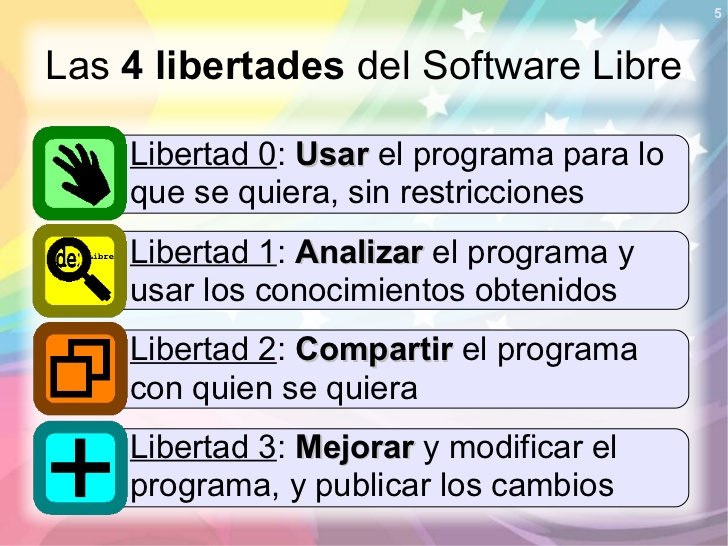 5
Las 4 libertades del Software Libre
Libertad 0: Usar el programa para lo
que se quiera, sin restricciones
de, Libre
Libertad 1: Analizar el programa y
usar los conocimientos obtenidos
Libertad 2: Compartir el programa
con quien se quiera
Libertad 3: Mejorar y modificar el
programa, y publicar los cambios